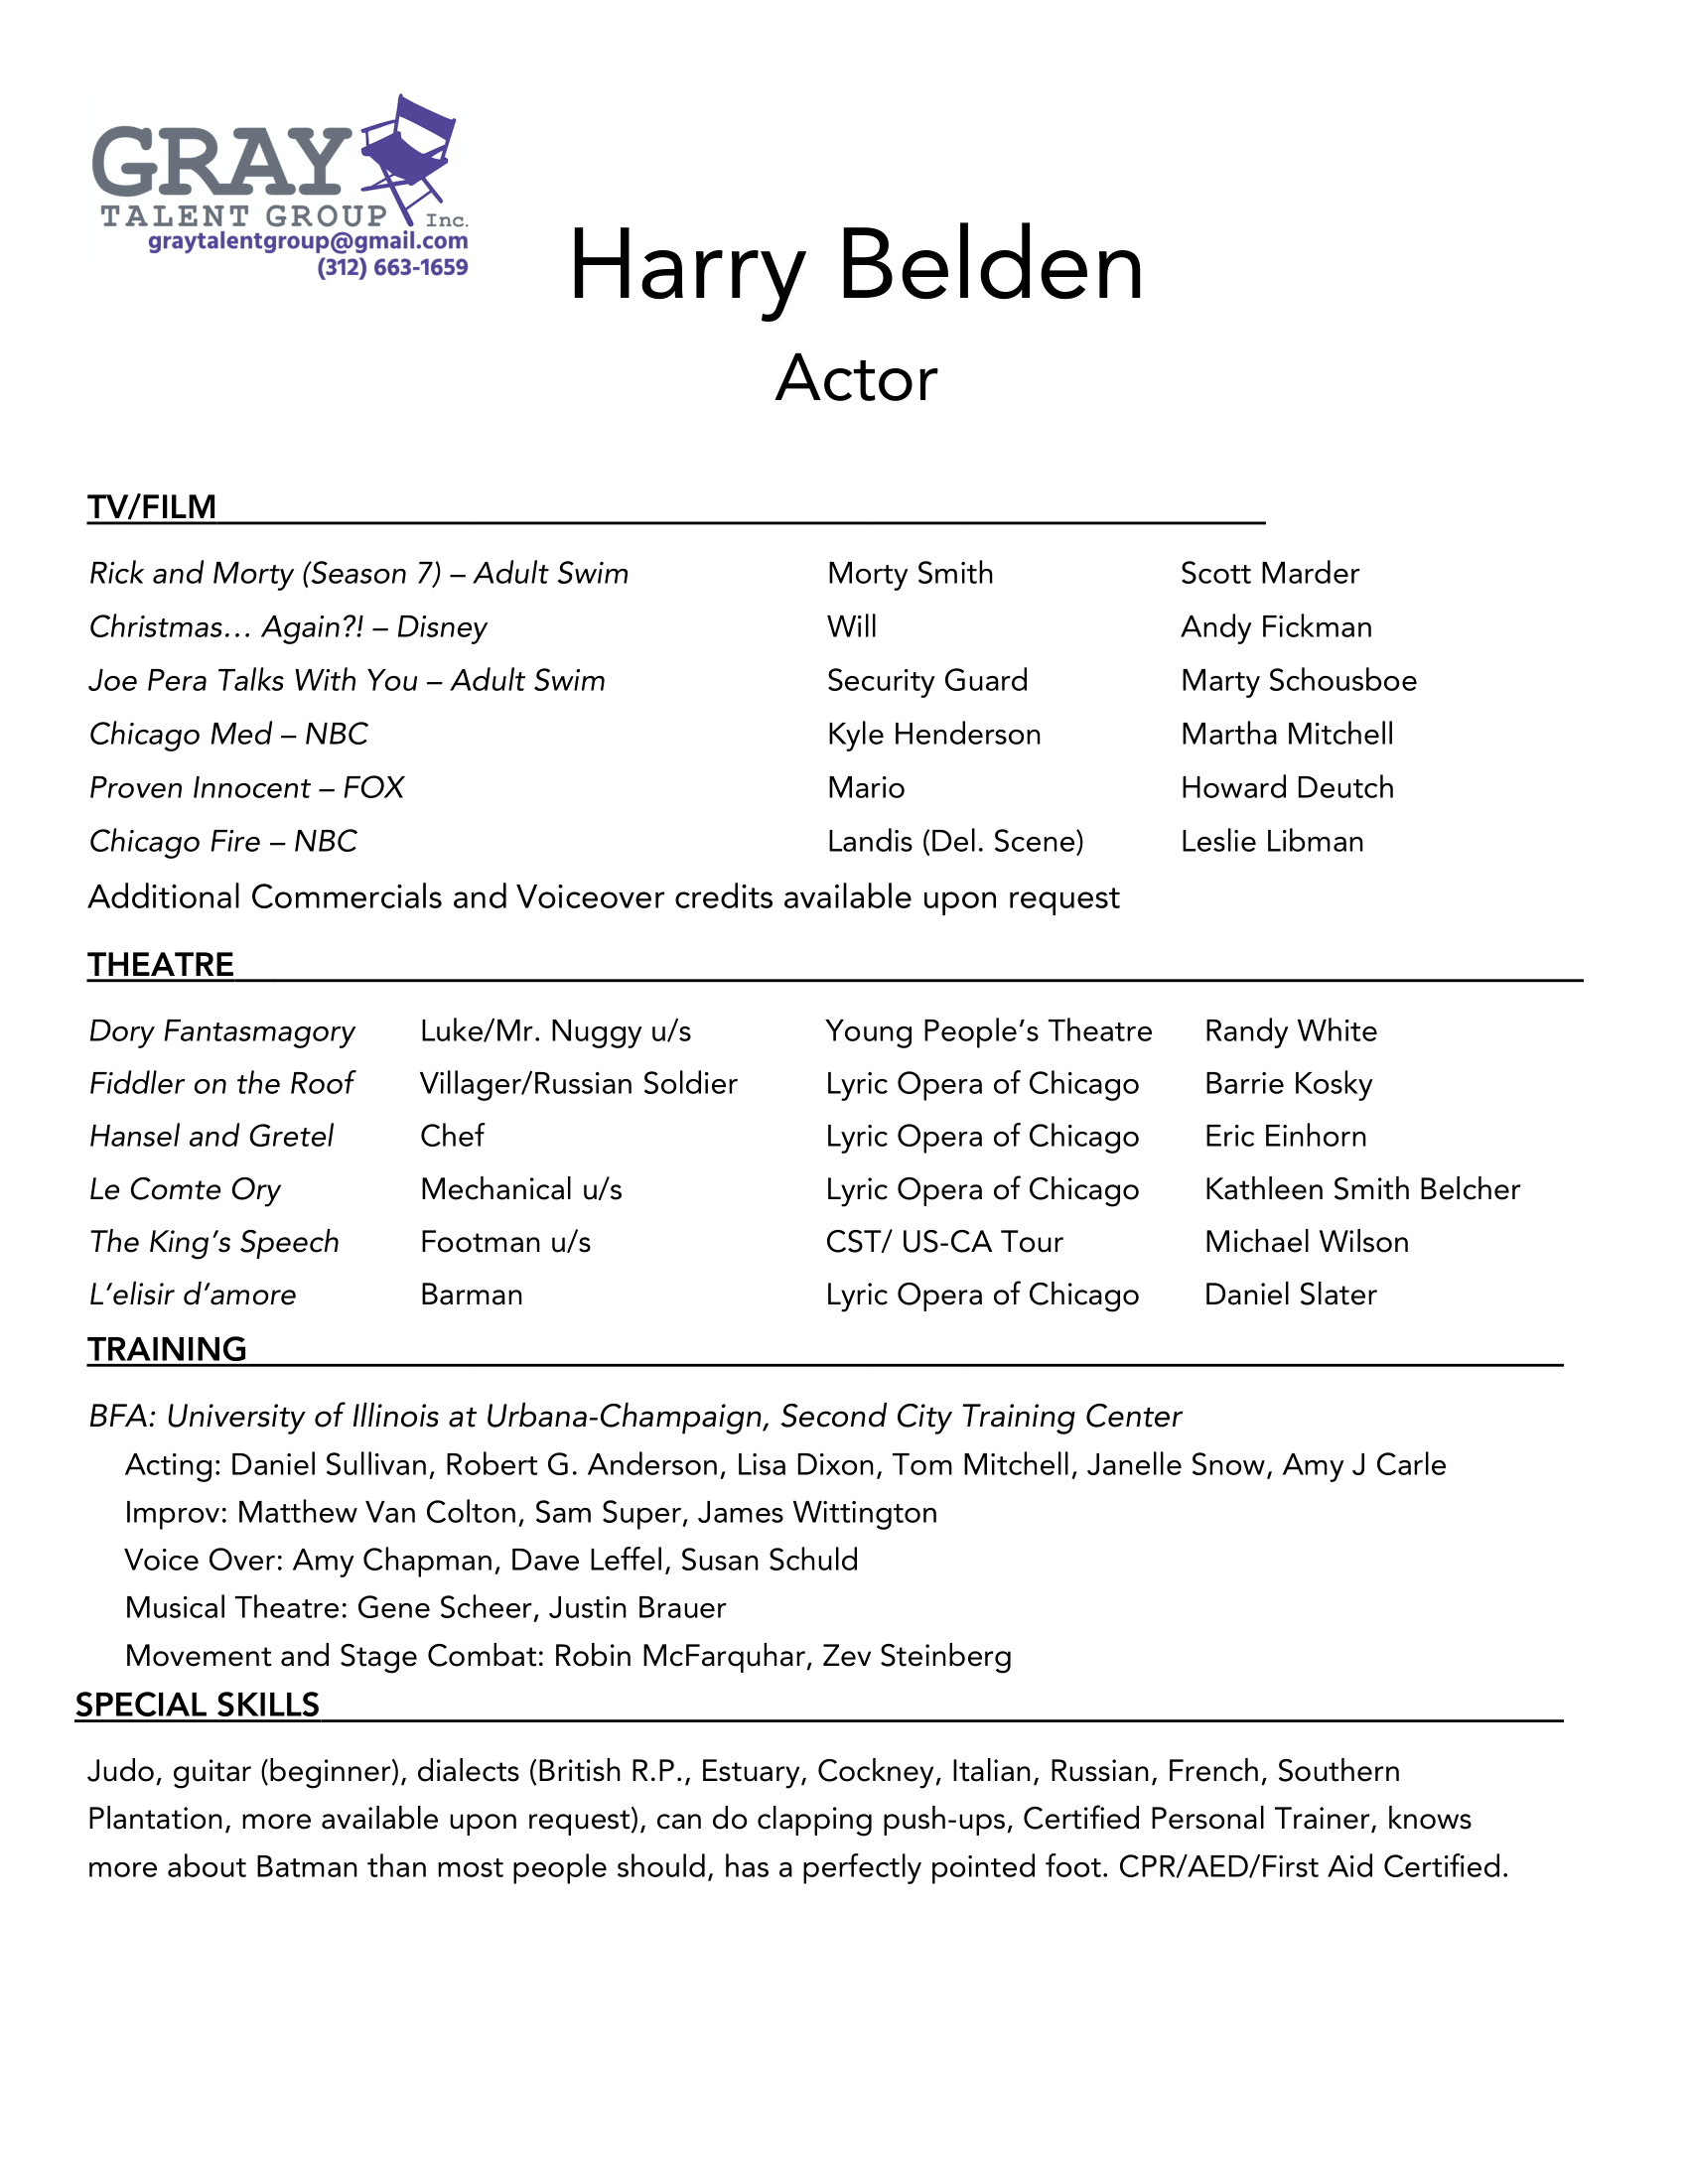 GRAY
TALENT GROUP Inc.
graytalentgroup@gmail.com
(312) 663-1659
Harry Belden
Actor
TV/FILM
Rick and Morty (Season 7) – Adult Swim Morty Smith Scott Marder
Christmas… Again?! – Disney Will Andy Fickman
Joe Pera Talks With You – Adult Swim Security Guard Marty Schousboe
Chicago Med – NBC Kyle Henderson Martha Mitchell
Proven Innocent – FOX Mario Howard Deutch
Chicago Fire – NBC Landis (Del. Scene) Leslie Libman
Additional Commercials and Voiceover credits available upon request
THEATRE
Dory Fantasmagory Luke/Mr. Nuggy u/s Young People’s Theatre Randy White
Fiddler on the Roof Villager/Russian Soldier Lyric Opera of Chicago Barrie Kosky
Hansel and Gretel Chef Lyric Opera of Chicago Eric Einhorn
Le Comte Ory Mechanical u/s Lyric Opera of Chicago Kathleen Smith Belcher
The King’s Speech Footman u/s CST/ US-CA Tour Michael Wilson
L’elisir d’amore Barman Lyric Opera of Chicago Daniel Slater
TRAINING
BFA: University of Illinois at Urbana-Champaign, Second City Training Center
Acting: Daniel Sullivan, Robert G. Anderson, Lisa Dixon, Tom Mitchell, Janelle Snow, Amy J Carle
Improv: Matthew Van Colton, Sam Super, James Wittington
Voice Over: Amy Chapman, Dave Leffel, Susan Schuld
Musical Theatre: Gene Scheer, Justin Brauer
Movement and Stage Combat: Robin McFarquhar, Zev Steinberg
SPECIAL SKILLS
Judo, guitar (beginner), dialects (British R.P., Estuary, Cockney, Italian, Russian, French, Southern
Plantation, more available upon request), can do clapping push-ups, Certified Personal Trainer, knows
more about Batman than most people should, has a perfectly pointed foot. CPR/AED/First Aid Certified.